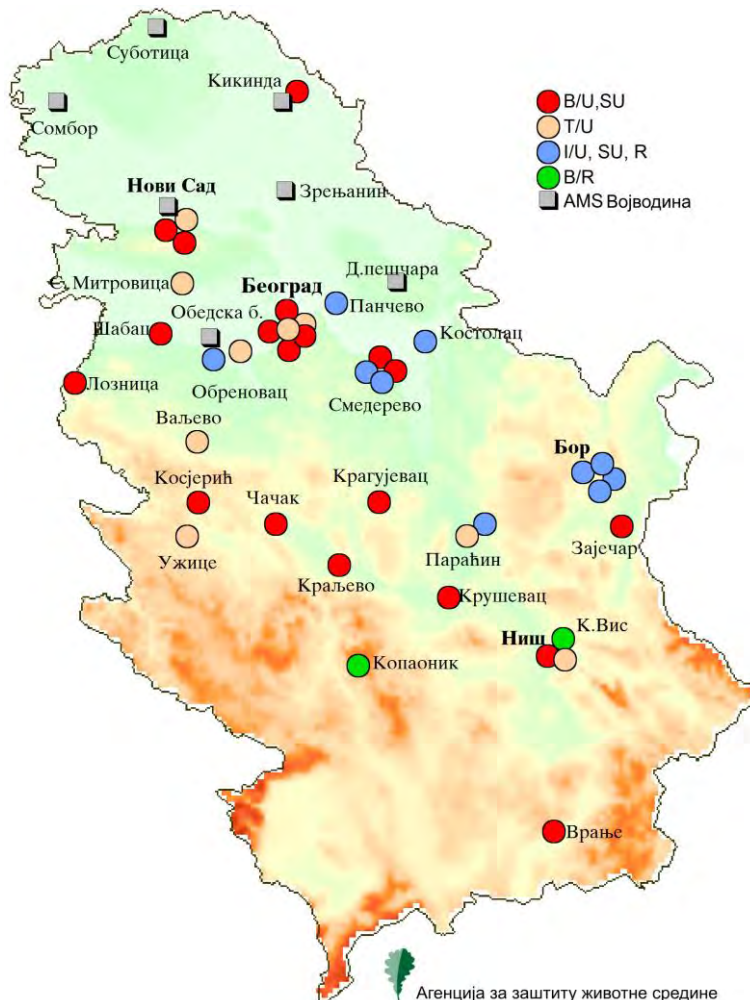 Суботица
Кикинда
Сомбор
B/U,SU
T/U
I/U, SU, R
B/R
AMS Војводина
Нови Сад
Зрењанин
С. Митровица
Д.пешчара
Београд
Панчево
Обедска б.
Шабац
Костолац
Лозница
Обреновац
Смедерево
Ваљево
Бор
Косјерић
Чачак
Крагујевац
Ужице
Параћин
Зајечар
Краљево
Крушевац
К.Вис
Ниш
Копаоник
Врање
Агенција за заштиту животне средине